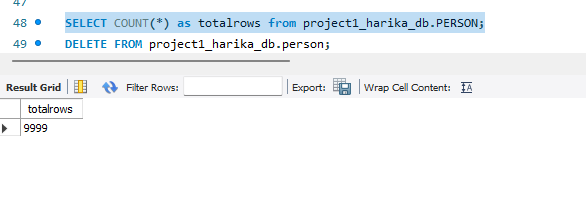 47
48 SELECT COUNT(*) as totalrows from project1_harika_db.PERSON;
49 DELETE FROM project1_harika_db.person;
Result Grid Filter Rows: Export: Wrap Cell Content:
totalrows
9999